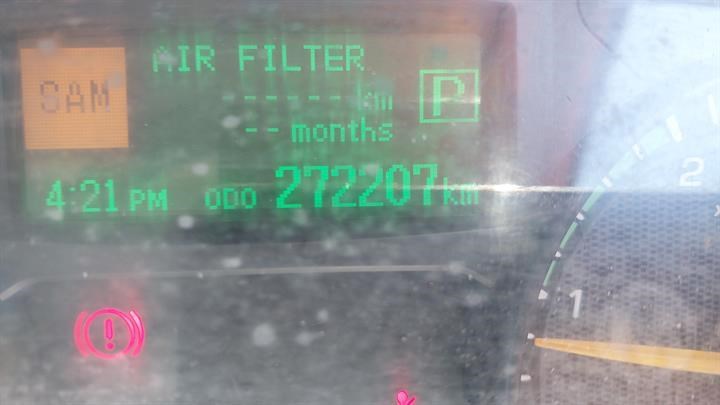 AIR FILTER
SAM
- - - - - - km
P
- - months
4:21 PM ODO 272207 km
2
1